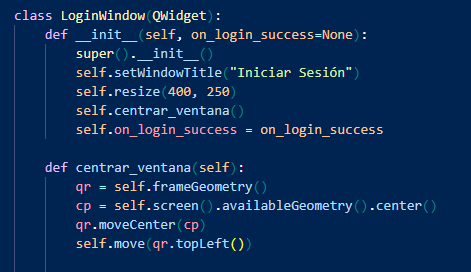 class LoginWindow(QWidget):
    def __init__(self, on_login_success=None):
        super().__init__()
        self.setWindowTitle("Iniciar Sesión")
        self.resize(400, 250)
        self.centrar_ventana()
        self.on_login_success = on_login_success

    def centrar_ventana(self):
        qr = self.frameGeometry()
        cp = self.screen().availableGeometry().center()
        qr.moveCenter(cp)
        self.move(qr.topLeft())